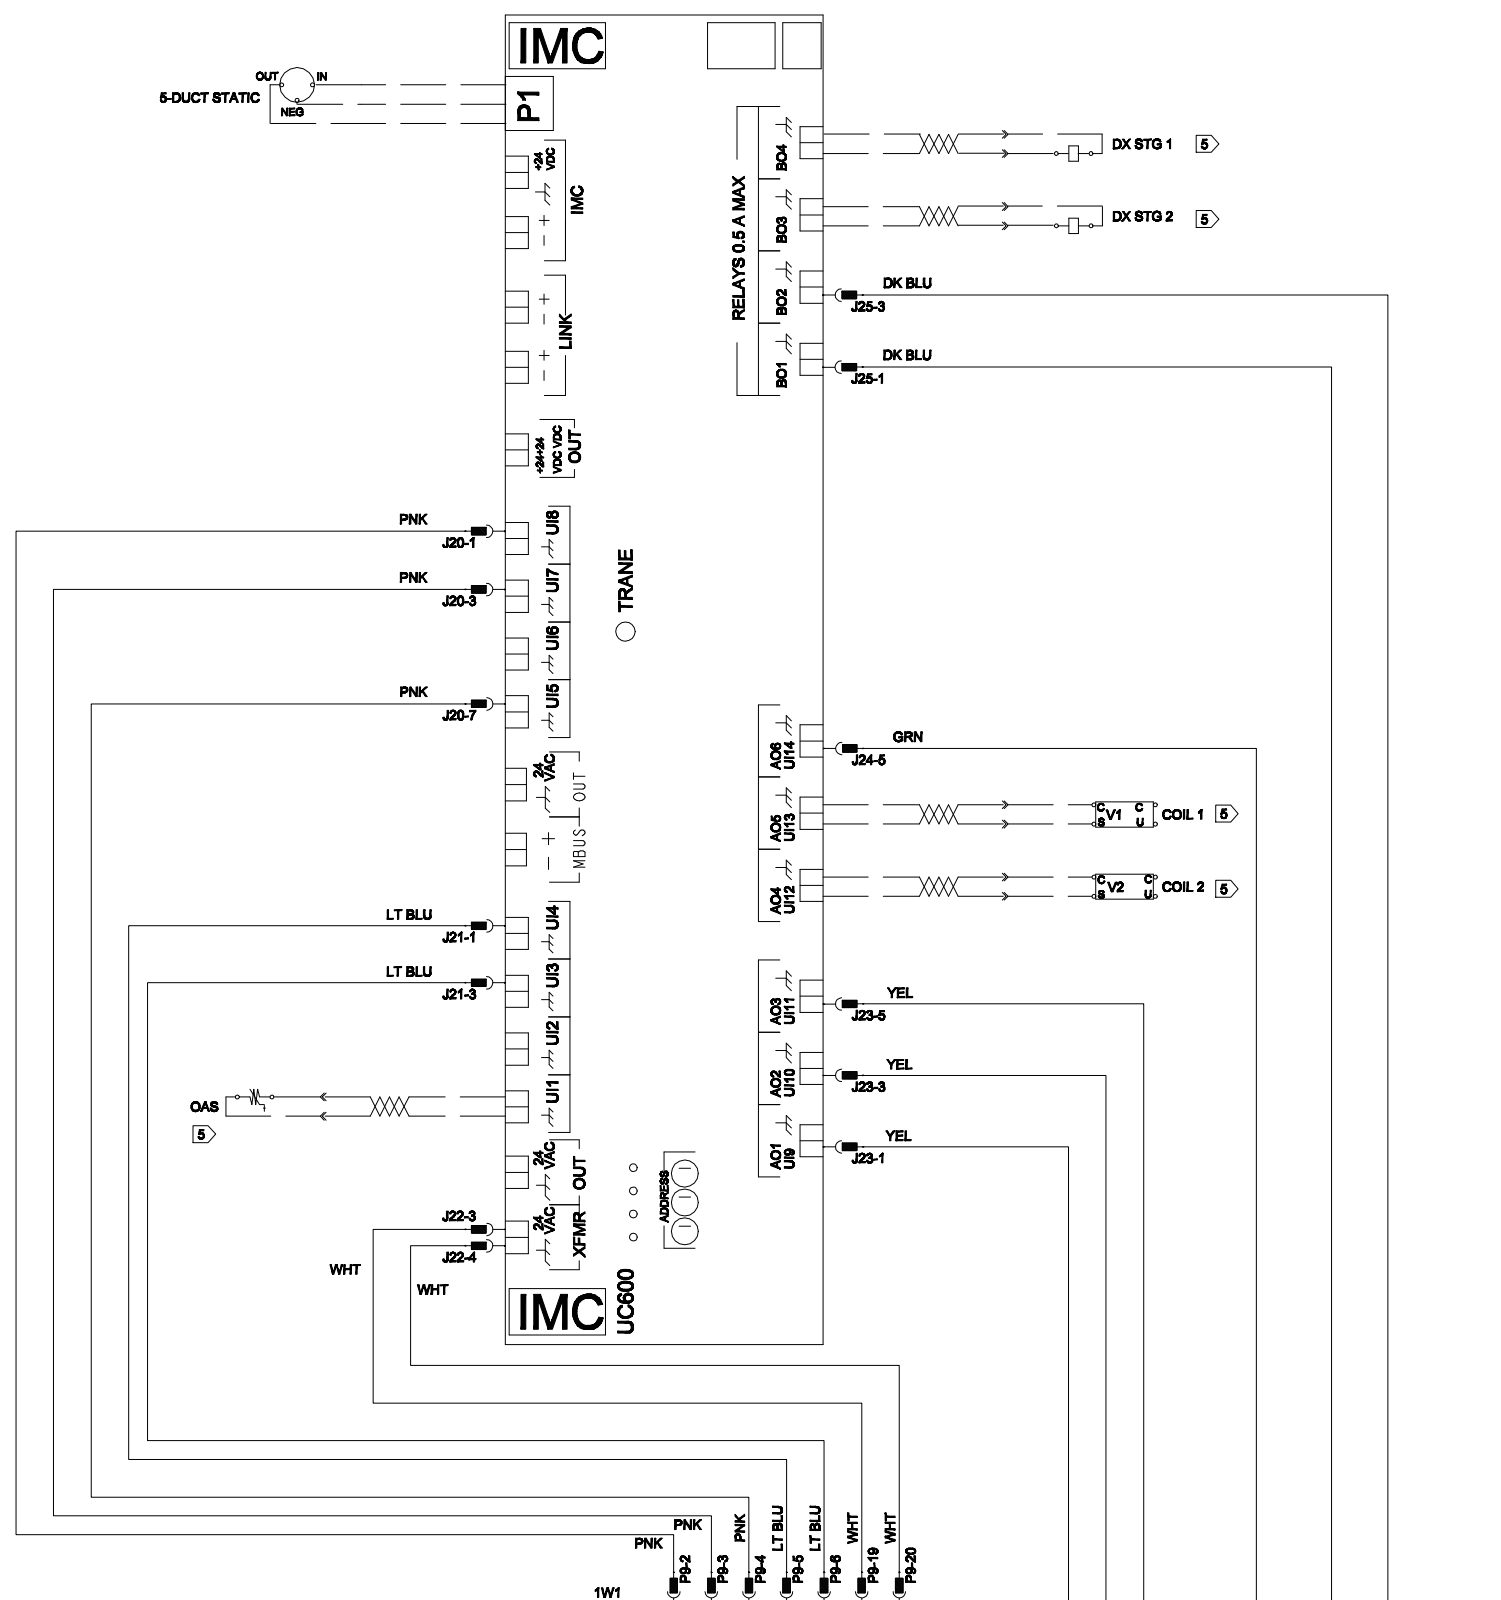 IMC
OUT
IN
5-DUCT STATIC
NEG
P1
+24
VDC
IMC
+
-
BO4
DX STG 1
5
RELAYS 0.5 A MAX
BO3
DX STG 2
5
+
-
LINK
+
-
BO2
DK BLU
J25-3
BO1
DK BLU
J25-1
+24+24
VDC VDC
OUT
PNK
J20-1
UI8
PNK
J20-3
UI7
TRANE
UI6
PNK
J20-7
UI5
AO6
UI14
GRN
J24-5
24
VAC
OUT
AO5
UI13
C
S
V1
C
U
COIL 1
5
- +
MBUS
AO4
UI12
C
S
V2
C
U
COIL 2
5
LT BLU
J21-1
UI4
LT BLU
J21-3
UI3
AO3
UI11
YEL
J23-5
UI2
AO2
UI10
YEL
J23-3
OAS
5
UI1
AO1
UI9
YEL
J23-1
24
VAC
OUT
ADDRESS
J22-3
J22-4
24
VAC
XFMR
WHT
WHT
IMC
UC600
PNK
PNK
PNK
LT BLU
LT BLU
WHT
WHT
P9-2
P9-3
P9-4
P9-5
P9-6
P9-19
P9-20
1W1